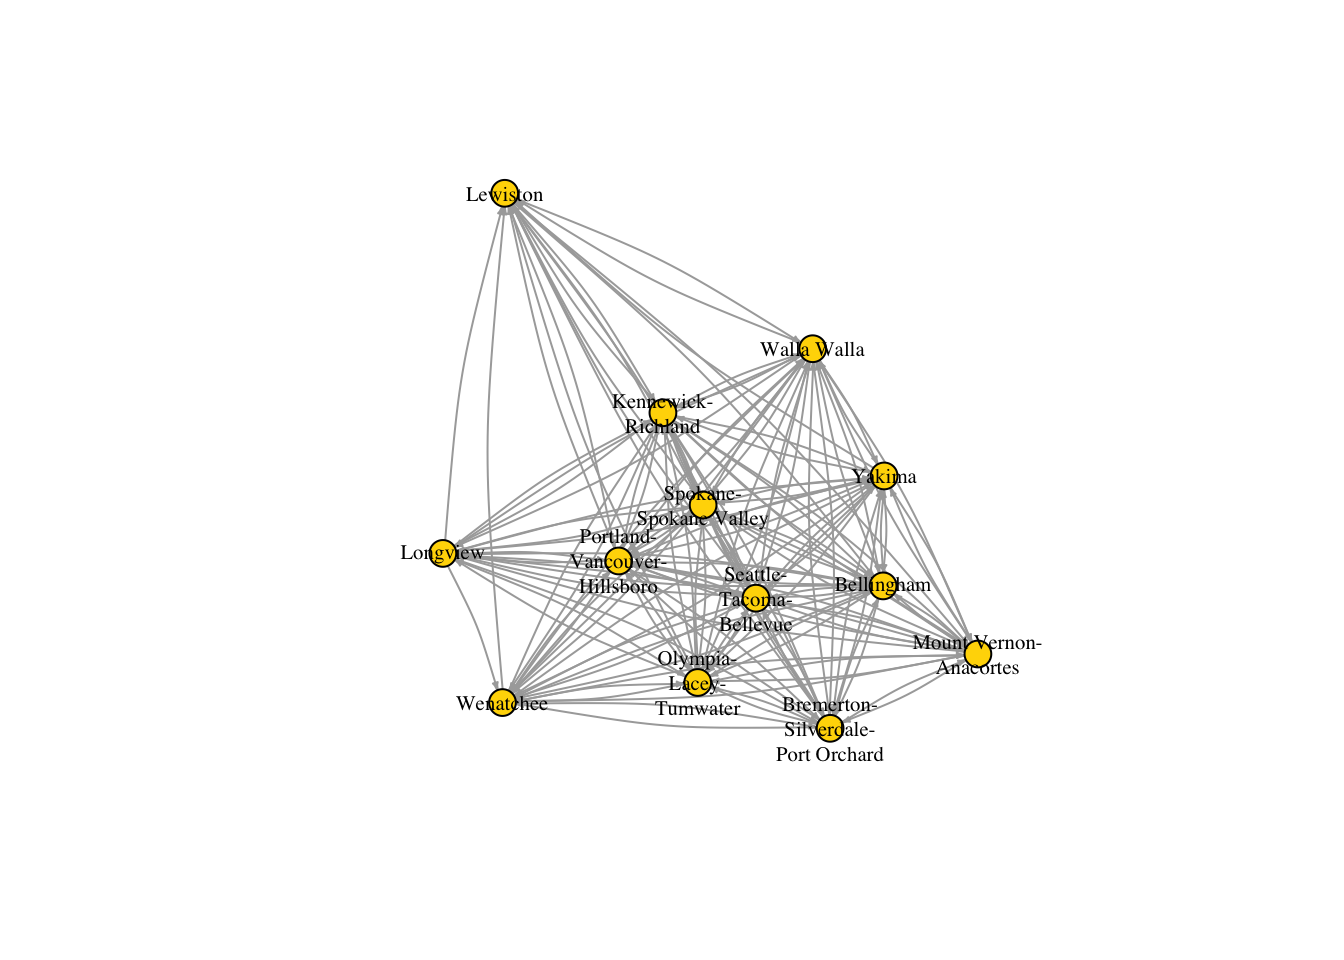 Lewiston
Walla Walla
Kennewick-
Richland
Yakima
Spokane-
Spokane Valley
Portland-
Vancouver-
Hillsboro
Longview
Seattle-
Tacoma-
Bellevue
Bellingham
Mount Vernon-
Anacortes
Olympia-
Lacey-
Tumwater
Wenatchee
Bremerton-
Silverdale-
Port Orchard